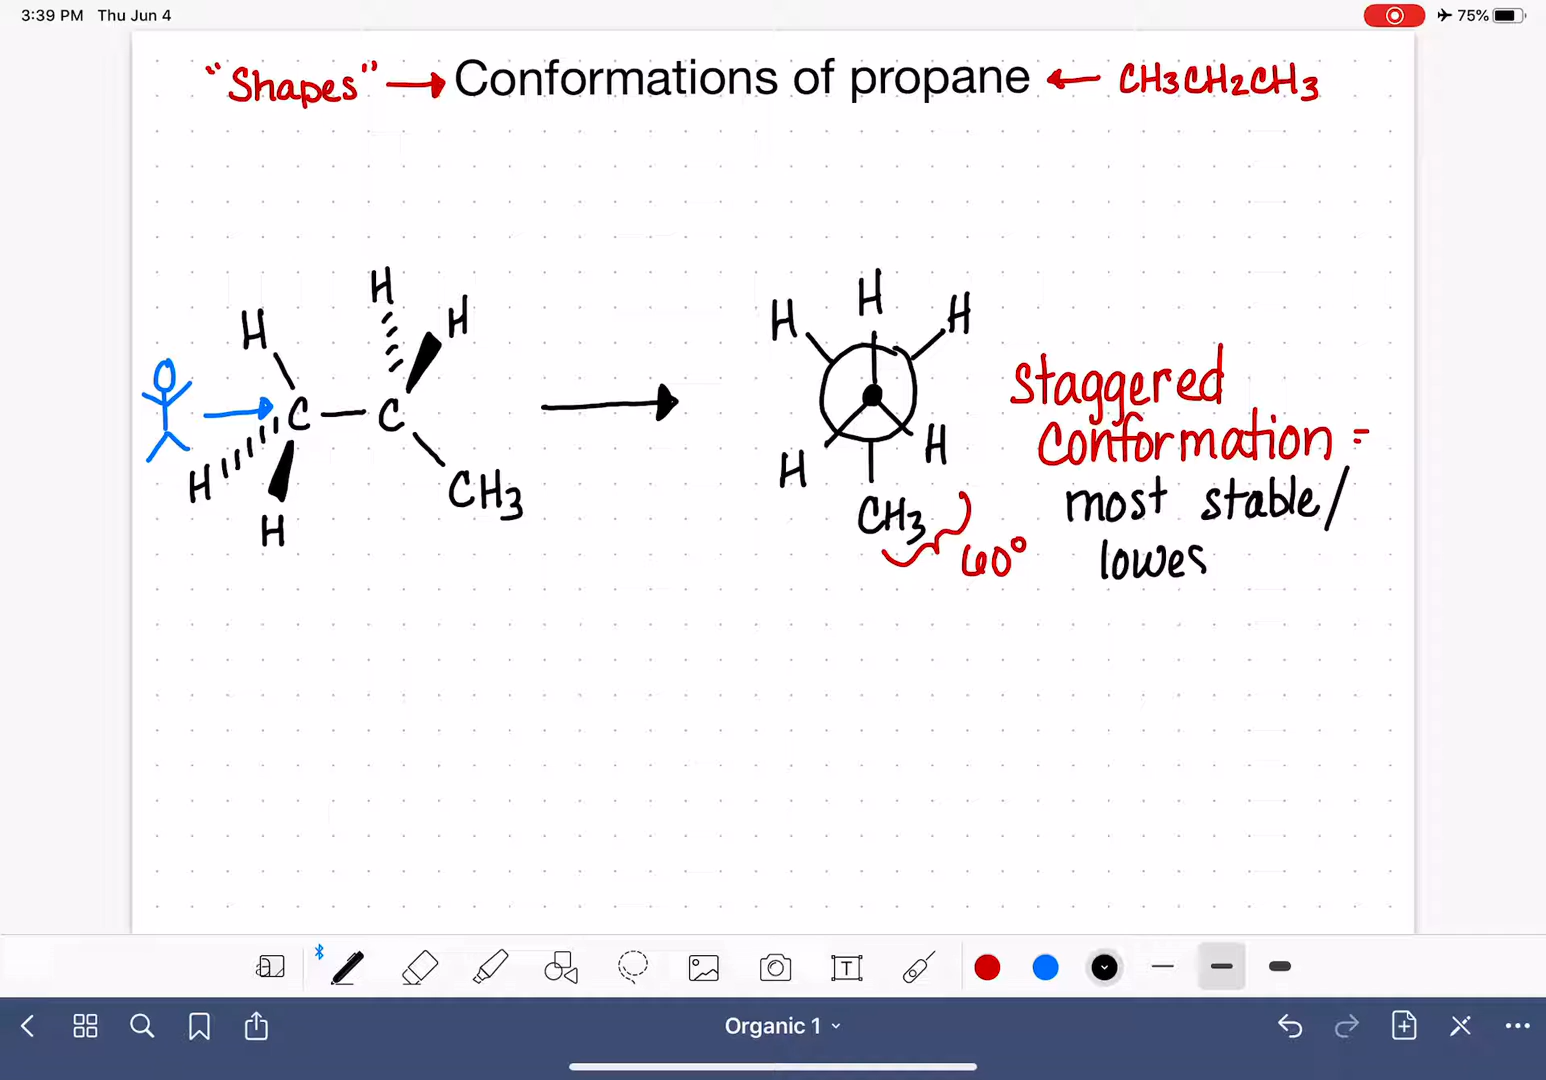 3:39 PM Thu Jun 4
75%
"Shapes" → Conformations of propane ← CH3CH2CH3
H
H
H
C — C
H
H
CH3
H
H
H
H
H
CH3
60°
Staggered
Conformation =
most stable/
lowes
T
Organic 1